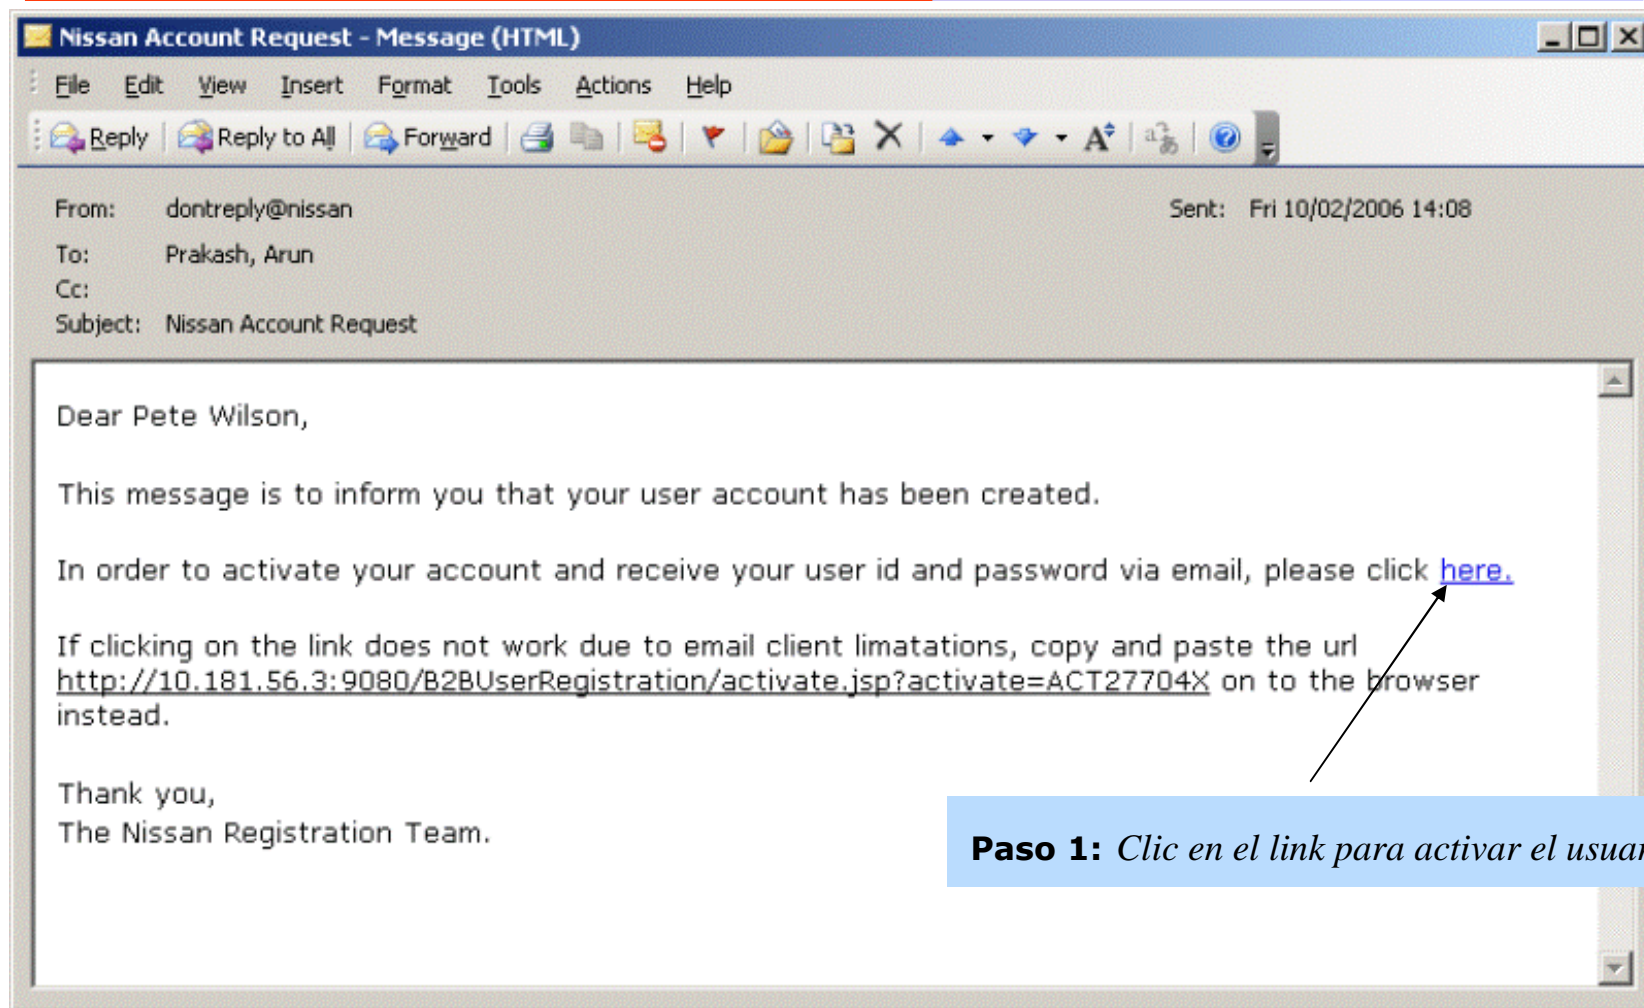 Nissan Account Request - Message (HTML)
File Edit View Insert Format Tools Actions Help
Reply Reply to All Forward
From: dontreply@nissan Sent: Fri 10/02/2006 14:08
To: Prakash, Arun
Cc:
Subject: Nissan Account Request
Dear Pete Wilson,
This message is to inform you that your user account has been created.
In order to activate your account and receive your user id and password via email, please click here.
If clicking on the link does not work due to email client limatations, copy and paste the url
http://10.181.56.3:9080/B2BUserRegistration/activate.jsp?activate=ACT27704X on to the browser
instead.
Thank you,
The Nissan Registration Team.
Paso 1: Clic en el link para activar el